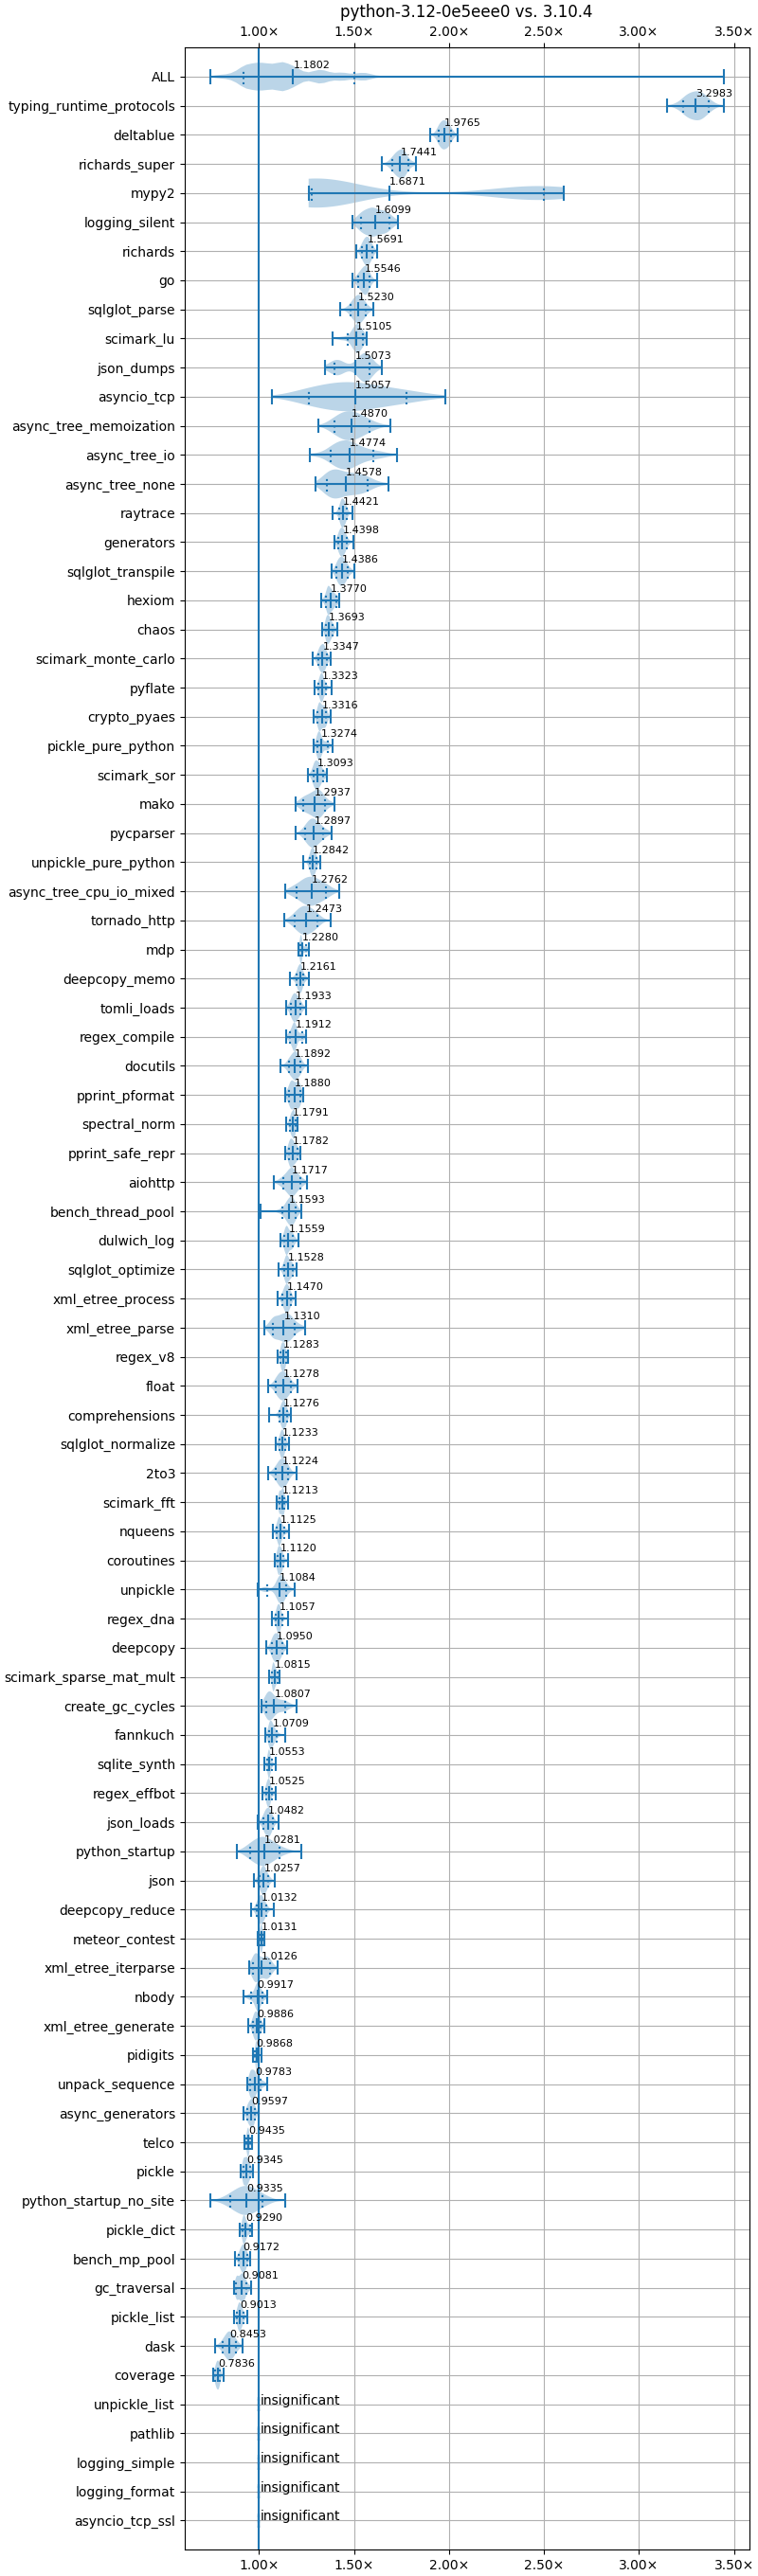 python-3.12-0e5eee0 vs. 3.10.4
1.00× 1.50× 2.00× 2.50× 3.00× 3.50×
ALL 1.1802
typing_runtime_protocols 3.2983
deltablue 1.9765
richards_super 1.7441
mypy2 1.6871
logging_silent 1.6099
richards 1.5691
go 1.5546
sqlglot_parse 1.5230
scimark_lu 1.5105
json_dumps 1.5073
asyncio_tcp 1.5057
async_tree_memoization 1.4870
async_tree_io 1.4774
async_tree_none 1.4578
raytrace 1.4421
generators 1.4398
sqlglot_transpile 1.4386
hexiom 1.3770
chaos 1.3693
scimark_monte_carlo 1.3347
pyflate 1.3323
crypto_pyaes 1.3316
pickle_pure_python 1.3274
scimark_sor 1.3093
mako 1.2937
pycparser 1.2897
unpickle_pure_python 1.2842
async_tree_cpu_io_mixed 1.2762
tornado_http 1.2473
mdp 1.2280
deepcopy_memo 1.2161
tomli_loads 1.1933
regex_compile 1.1912
docutils 1.1892
pprint_pformat 1.1880
spectral_norm 1.1791
pprint_safe_repr 1.1782
aiohttp 1.1717
bench_thread_pool 1.1593
dulwich_log 1.1559
sqlglot_optimize 1.1528
xml_etree_process 1.1470
xml_etree_parse 1.1310
regex_v8 1.1283
float 1.1278
comprehensions 1.1276
sqlglot_normalize 1.1233
2to3 1.1224
scimark_fft 1.1213
nqueens 1.1125
coroutines 1.1120
unpickle 1.1084
regex_dna 1.1057
deepcopy 1.0950
scimark_sparse_mat_mult 1.0815
create_gc_cycles 1.0807
fannkuch 1.0709
sqlite_synth 1.0553
regex_effbot 1.0525
json_loads 1.0482
python_startup 1.0281
json 1.0257
deepcopy_reduce 1.0132
meteor_contest 1.0131
xml_etree_iterparse 1.0126
nbody 0.9917
xml_etree_generate 0.9886
pidigits 0.9868
unpack_sequence 0.9783
async_generators 0.9597
telco 0.9435
pickle 0.9345
python_startup_no_site 0.9335
pickle_dict 0.9290
bench_mp_pool 0.9172
gc_traversal 0.9081
pickle_list 0.9013
dask 0.8453
coverage 0.7836
unpickle_list insignificant
pathlib insignificant
logging_simple insignificant
logging_format insignificant
asyncio_tcp_ssl insignificant
1.00× 1.50× 2.00× 2.50× 3.00× 3.50×